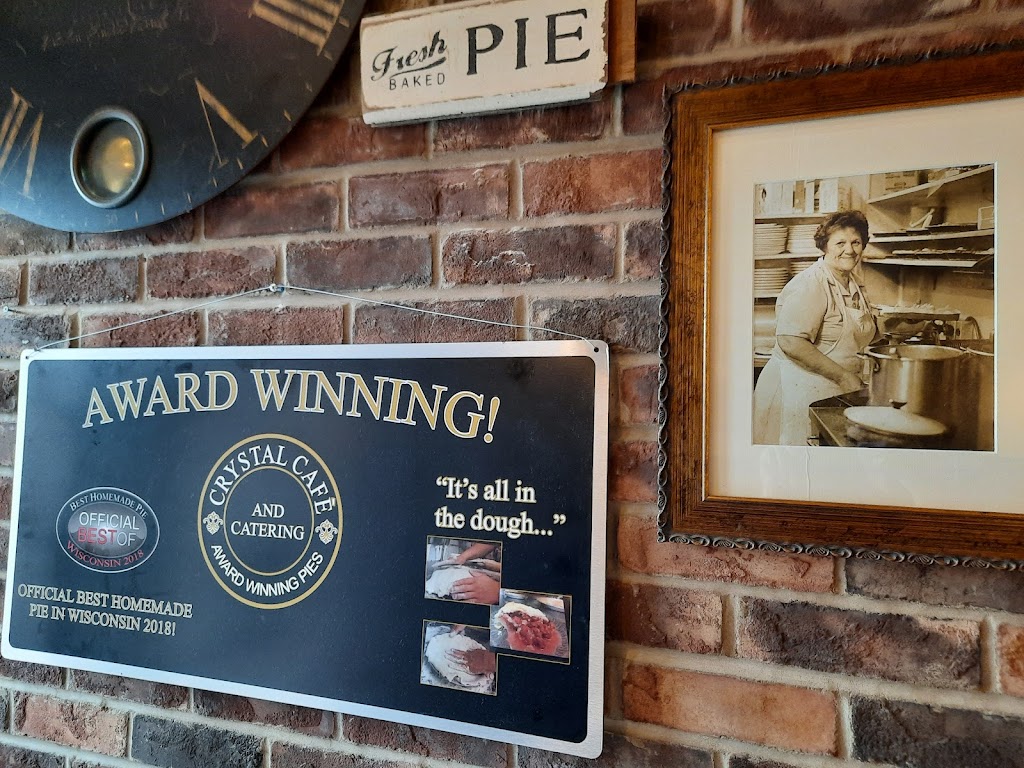 Fresh
BAKED
PIE
AWARD WINNING!
BEST HOMEMADE PIE
OFFICIAL
BEST OF
WISCONSIN 2018
OFFICIAL BEST HOMEMADE
PIE IN WISCONSIN 2018!
CRYSTAL CAFÉ
AND
CATERING
AWARD WINNING PIES
“It’s all in
the dough...”